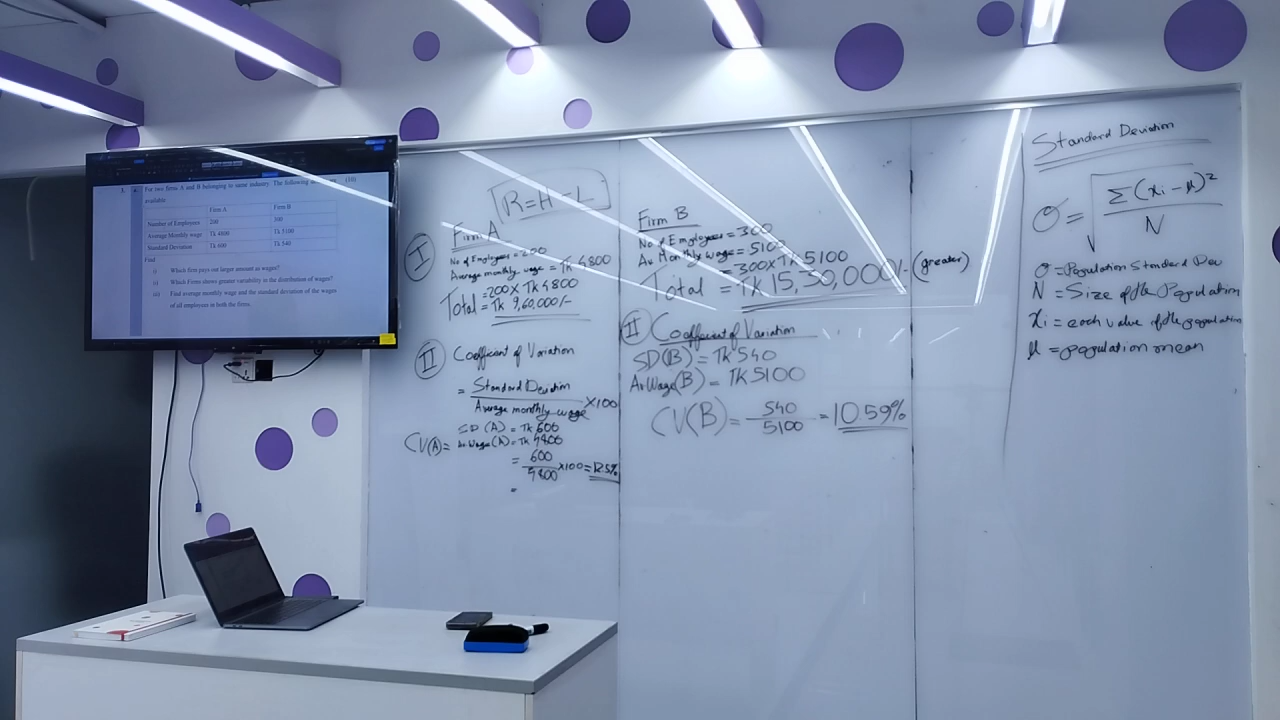 1.
For two firms A and B belonging to same industry. The following
(10)
available
Firm A
Firm B
Number of Employees
200
300
Average Monthly wage
Tk 4800
Tk 5100
Standard Deviation
Tk 600
Tk 540
Find
i) Which firm pays out larger amount as wages?
ii) Which Firms shows greater variability in the distribution of wages?
iii) Find average monthly wage and the standard deviation of the wages
of all employees in both the firms.
R=H-L
I
Firm A
No of Employees = 200
Average monthly wage = Tk 4800
= 200 X Tk 4800
Total = Tk 9,60,000/-
II Coefficient of Variation
= Standard Deviation
Average monthly wage X100
SD (A) = Tk 600
CV(A)= Av Wage (A) = Tk 4800
= 600
4800 X100 = 12.5%
=
Firm B
No of Employees = 300
Av Monthly wage = 5100
= 300 X Tk 5100
Total = Tk 15,30,000/- (greater)
II Coefficient of Variation
SD(B) = Tk 540
Av Wage(B) = TK 5100
CV(B) = 540
5100 = 10.59%
Standard Deviation
σ = √ Σ(xi - μ)²
N
σ = Population Standard Dev
N = Size of the Population
xi = each value of the population
μ = population mean